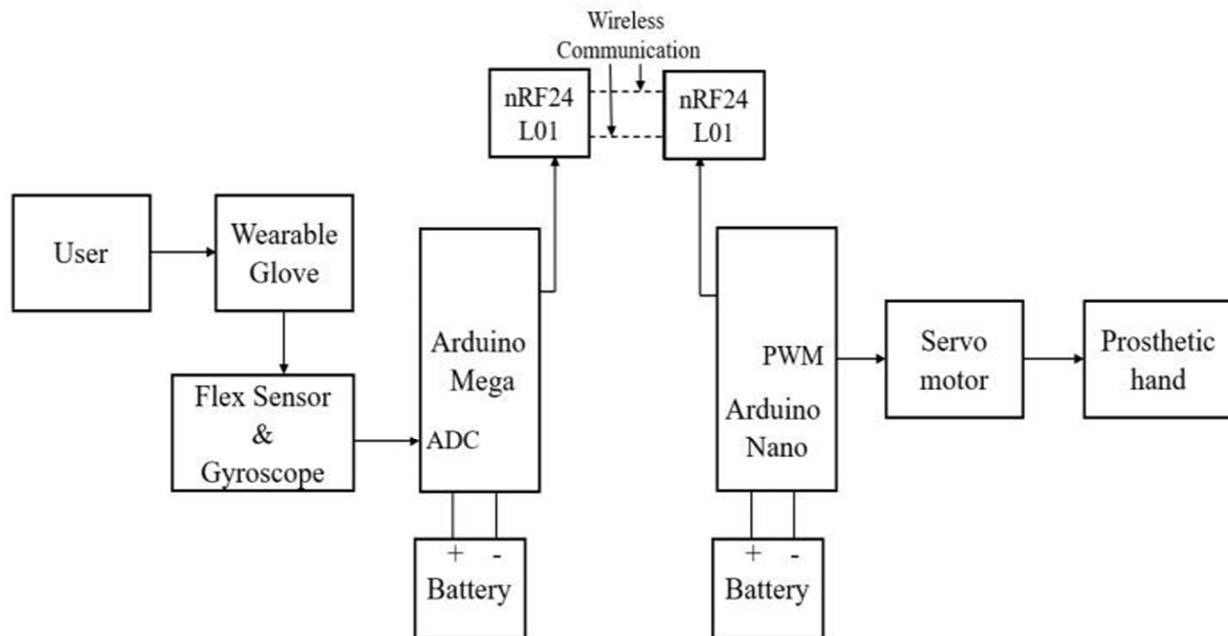 Wireless
Communication
nRF24
L01
nRF24
L01
User
Wearable
Glove
Flex Sensor
&
Gyroscope
Arduino
Mega
ADC
+ -
Battery
PWM
Arduino
Nano
+ -
Battery
Servo
motor
Prosthetic
hand